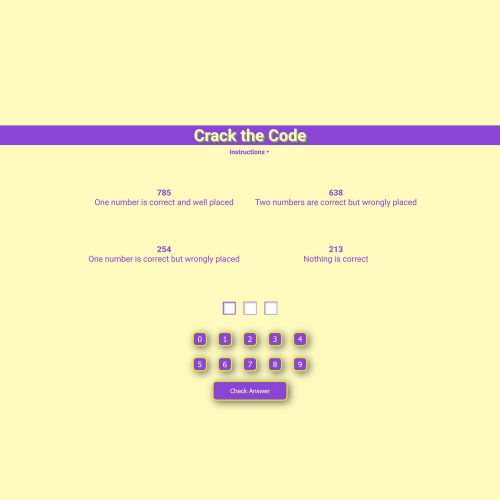 Crack the Code
Instructions
785
One number is correct and well placed
638
Two numbers are correct but wrongly placed
254
One number is correct but wrongly placed
213
Nothing is correct
0 1 2 3 4
5 6 7 8 9
Check Answer